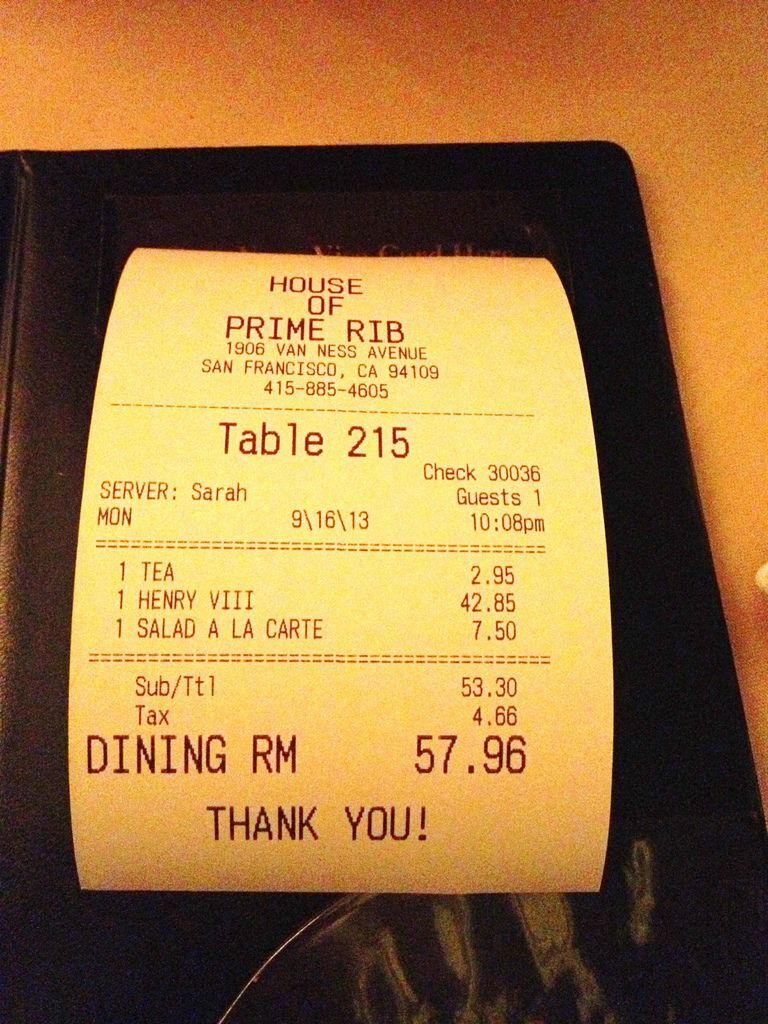 Card Here
HOUSE
OF
PRIME RIB
1906 VAN NESS AVENUE
SAN FRANCISCO, CA 94109
415-885-4605
Table 215
Check 30036
SERVER: Sarah Guests 1
MON 9\16\13 10:08pm
1 TEA 2.95
1 HENRY VIII 42.85
1 SALAD A LA CARTE 7.50
Sub/Ttl 53.30
Tax 4.66
DINING RM 57.96
THANK YOU!